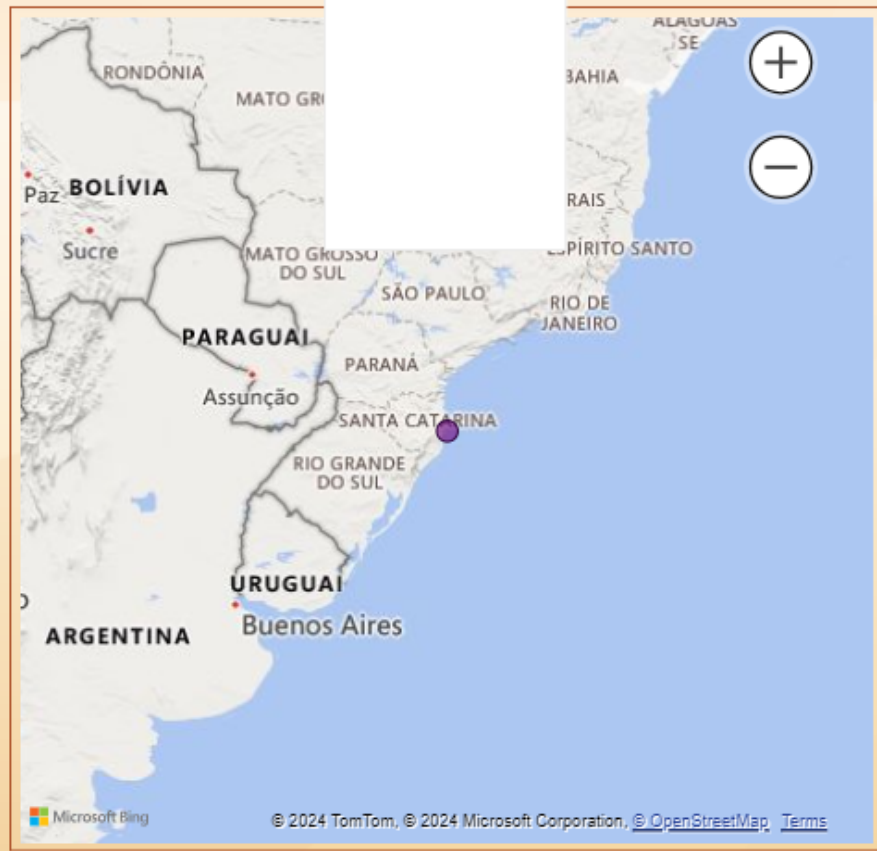 ALAGOAS
SE
RONDÔNIA
BAHIA
MATO
Paz BOLÍVIA
RAIS
Sucre
MATO GROSSO
DO SUL
ESPÍRITO SANTO
SÃO PAULO
RIO DE
JANEIRO
PARAGUAI
PARANÁ
Assunção
SANTA CATARINA
RIO GRANDE
DO SUL
URUGUAI
Buenos Aires
ARGENTINA
Microsoft Bing
© 2024 TomTom, © 2024 Microsoft Corporation, © OpenStreetMap Terms